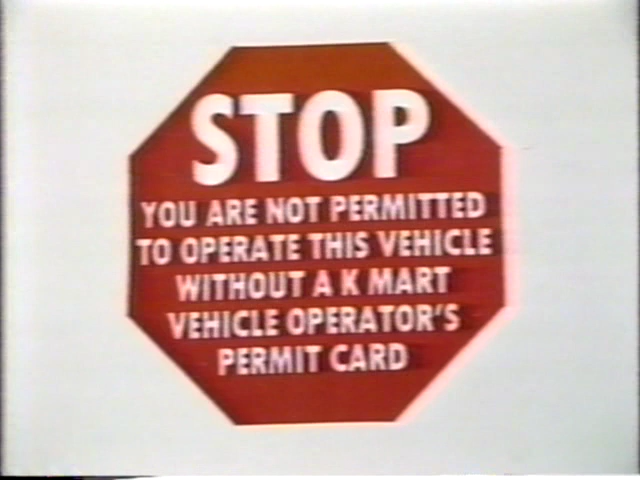 STOP
YOU ARE NOT PERMITTED
TO OPERATE THIS VEHICLE
WITHOUT A K MART
VEHICLE OPERATOR'S
PERMIT CARD